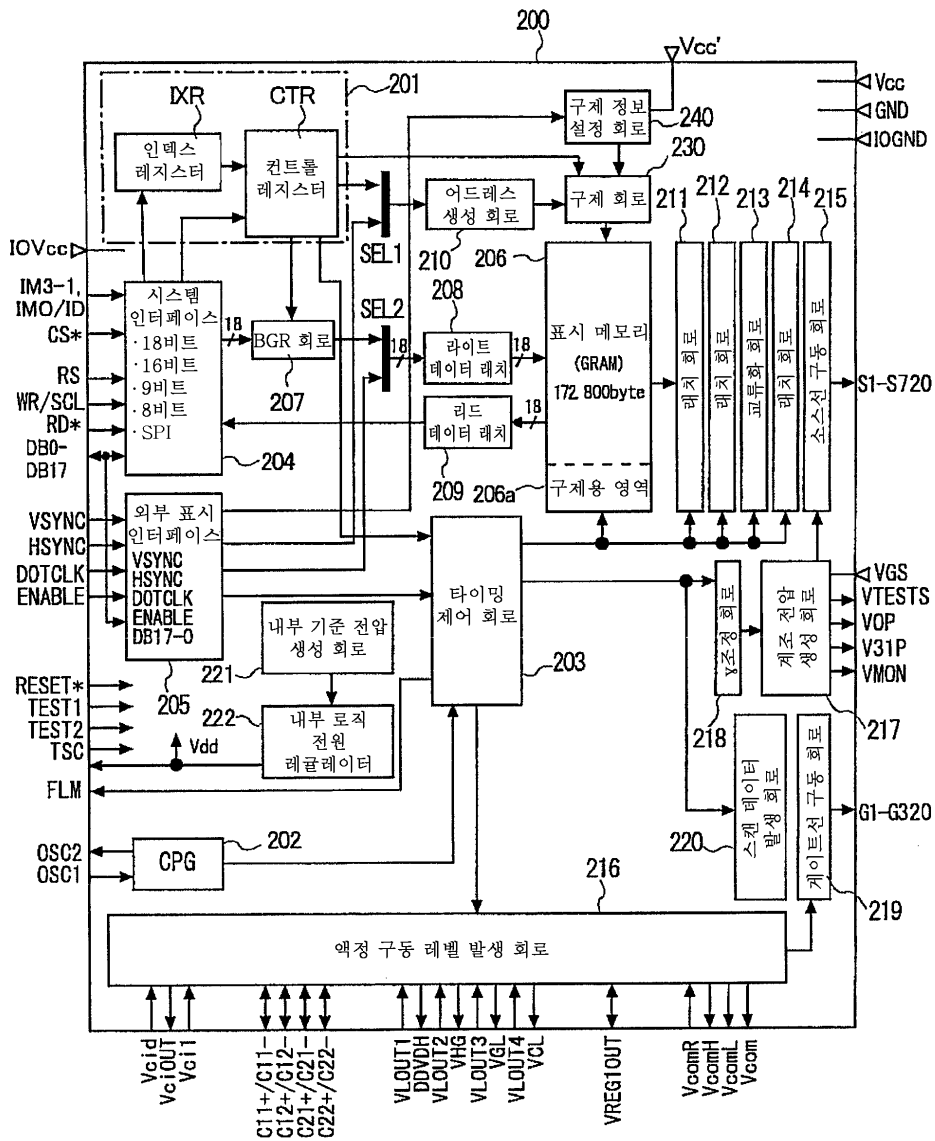 200
Vcc'
IXR
CTR
201
Vcc
GND
IOGND
인덱스
레지스터
컨트롤
레지스터
구제 정보
설정 회로
240
230
구제 회로
어드레스
생성 회로
210
SEL1
206
211
212
213
214
215
IOVcc
IM3-1,
IMO/ID
CS*
RS
WR/SCL
RD*
DB0-
DB17
시스템
인터페이스
·18비트
·16비트
·9비트
·8비트
·SPI
204
18
BGR 회로
207
SEL2
18
208
라이트
데이터 래치
18
리드
데이터 래치
18
209
표시 메모리
(GRAM)
172 800byte
206a
구제용 영역
래치 회로
래치 회로
교류화 회로
래치 회로
소스선 구동 회로
S1-S720
VSYNC
HSYNC
DOTCLK
ENABLE
외부 표시
인터페이스
VSYNC
HSYNC
DOTCLK
ENABLE
DB17-0
205
타이밍
제어 회로
203
내부 기준 전압
생성 회로
221
222
내부 로직
전원
레귤레이터
Vdd
RESET*
TEST1
TEST2
TSC
FLM
γ조정 회로
218
계조 전압
생성 회로
217
VGS
VTESTS
VOP
V31P
VMON
스캔 데이터
발생 회로
220
게이트선 구동 회로
219
G1-G320
OSC2
OSC1
CPG
202
216
액정 구동 레벨 발생 회로
Vcid
VciOUT
Vci1
C11+/C11-
C12+/C12-
C21+/C21-
C22+/C22-
VLOUT1
DDVDH
VLOUT2
VHG
VLOUT3
VGL
VLOUT4
VCL
VREG1OUT
VcomR
VcomH
VcomL
Vcom